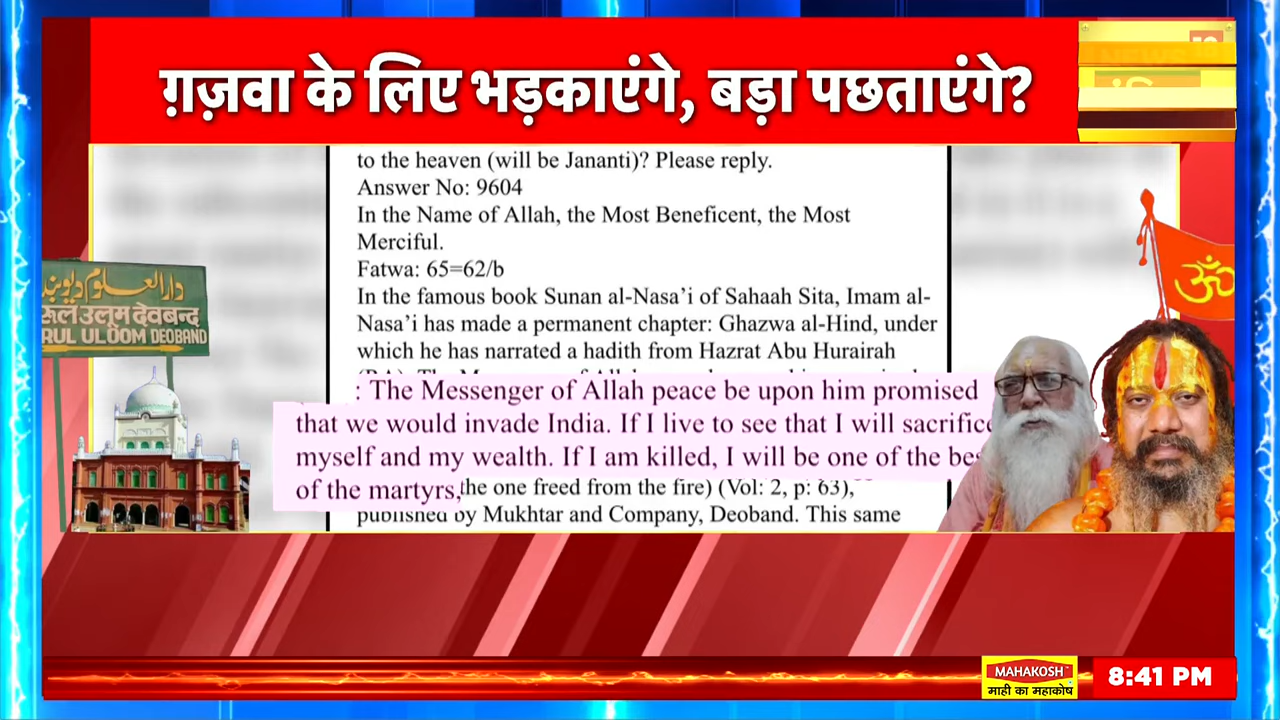 ग़ज़वा के लिए भड़काएंगे, बड़ा पछताएंगे?
to the heaven (will be Jananti)? Please reply.
Answer No: 9604
In the Name of Allah, the Most Beneficent, the Most
Merciful.
Fatwa: 65=62/b
In the famous book Sunan al-Nasa’i of Sahaah Sita, Imam al-
Nasa’i has made a permanent chapter: Ghazwa al-Hind, under
which he has narrated a hadith from Hazrat Abu Hurairah
: The Messenger of Allah peace be upon him promised
that we would invade India. If I live to see that I will sacrifice
myself and my wealth. If I am killed, I will be one of the bes
of the martyrs,
the one freed from the fire) (Vol: 2, p: 63),
published by Mukhtar and Company, Deoband. This same
دارالعلوم دیوبند
रूल उलूम देवबन्द
RUL ULOOM DEOBAND
ॐ
MAHAKOSH
माही का महाकोष
8:41 PM